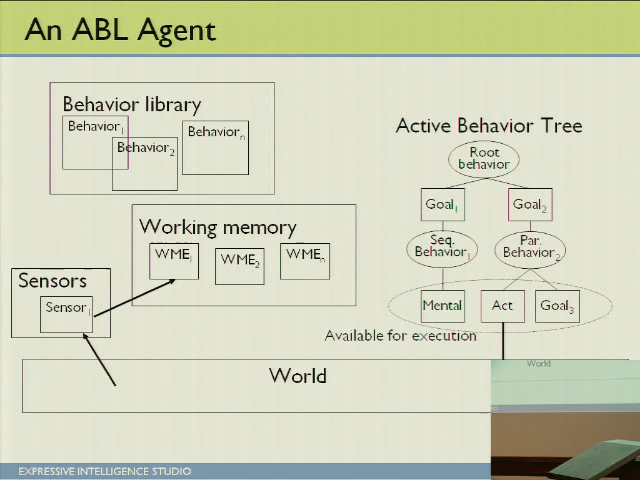 An ABL Agent
Behavior library
Behavior1
Behavior2
Behaviorn
Working memory
WME1
WME2
WMEn
Sensors
Sensor1
Active Behavior Tree
Root
behavior
Goal1
Goal2
Seq.
Behavior1
Par.
Behavior2
Mental
Act
Goal3
Available for execution
World
World
EXPRESSIVE INTELLIGENCE STUDIO